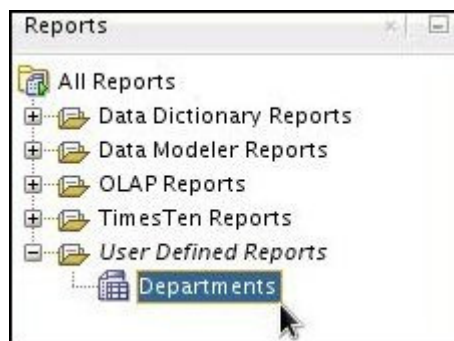 Reports
All Reports
Data Dictionary Reports
Data Modeler Reports
OLAP Reports
TimesTen Reports
User Defined Reports
Departments